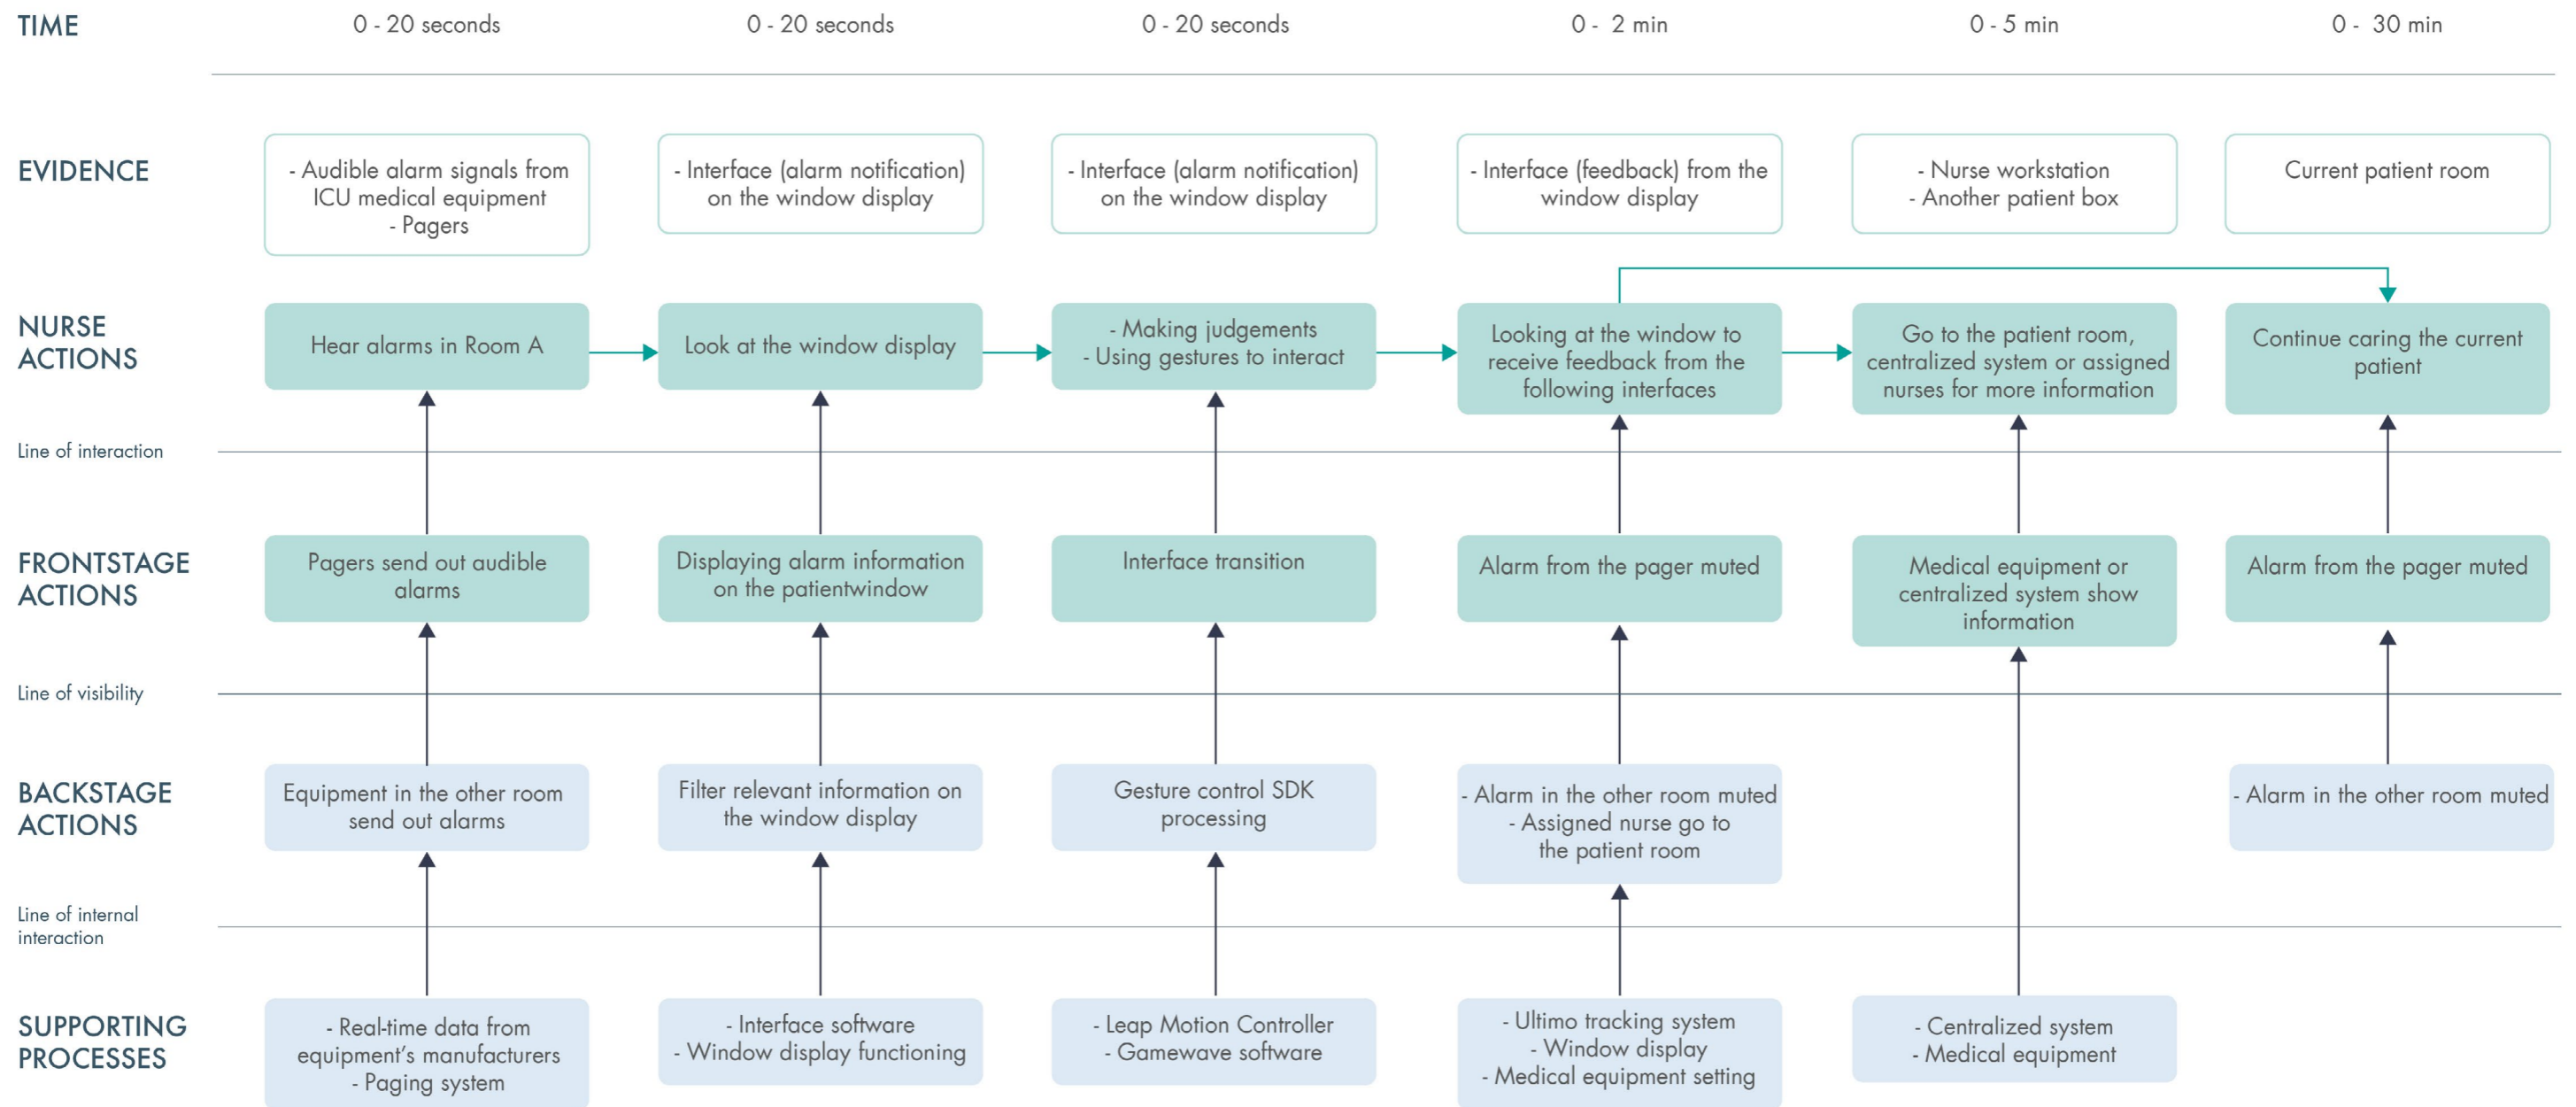 TIME
0 - 20 seconds
0 - 20 seconds
0 - 20 seconds
0 -  2 min
0 - 5 min
0 -  30 min
EVIDENCE
- Audible alarm signals from
ICU medical equipment
- Pagers
- Interface (alarm notification)
on the window display
- Interface (alarm notification)
on the window display
- Interface (feedback) from the
window display
- Nurse workstation
- Another patient box
Current patient room
NURSE
ACTIONS
Hear alarms in Room A
Look at the window display
- Making judgements
- Using gestures to interact
Looking at the window to
receive feedback from the
following interfaces
Go to the patient room,
centralized system or assigned
nurses for more information
Continue caring the current
patient
Line of interaction
FRONTSTAGE
ACTIONS
Pagers send out audible
alarms
Displaying alarm information
on the patientwindow
Interface transition
Alarm from the pager muted
Medical equipment or
centralized system show
information
Alarm from the pager muted
Line of visibility
BACKSTAGE
ACTIONS
Equipment in the other room
send out alarms
Filter relevant information on
the window display
Gesture control SDK
processing
- Alarm in the other room muted
- Assigned nurse go to
the patient room
- Alarm in the other room muted
Line of internal
interaction
SUPPORTING
PROCESSES
- Real-time data from
equipment’s manufacturers
- Paging system
- Interface software
- Window display functioning
- Leap Motion Controller
- Gamewave software
- Ultimo tracking system
- Window display
- Medical equipment setting
- Centralized system
- Medical equipment